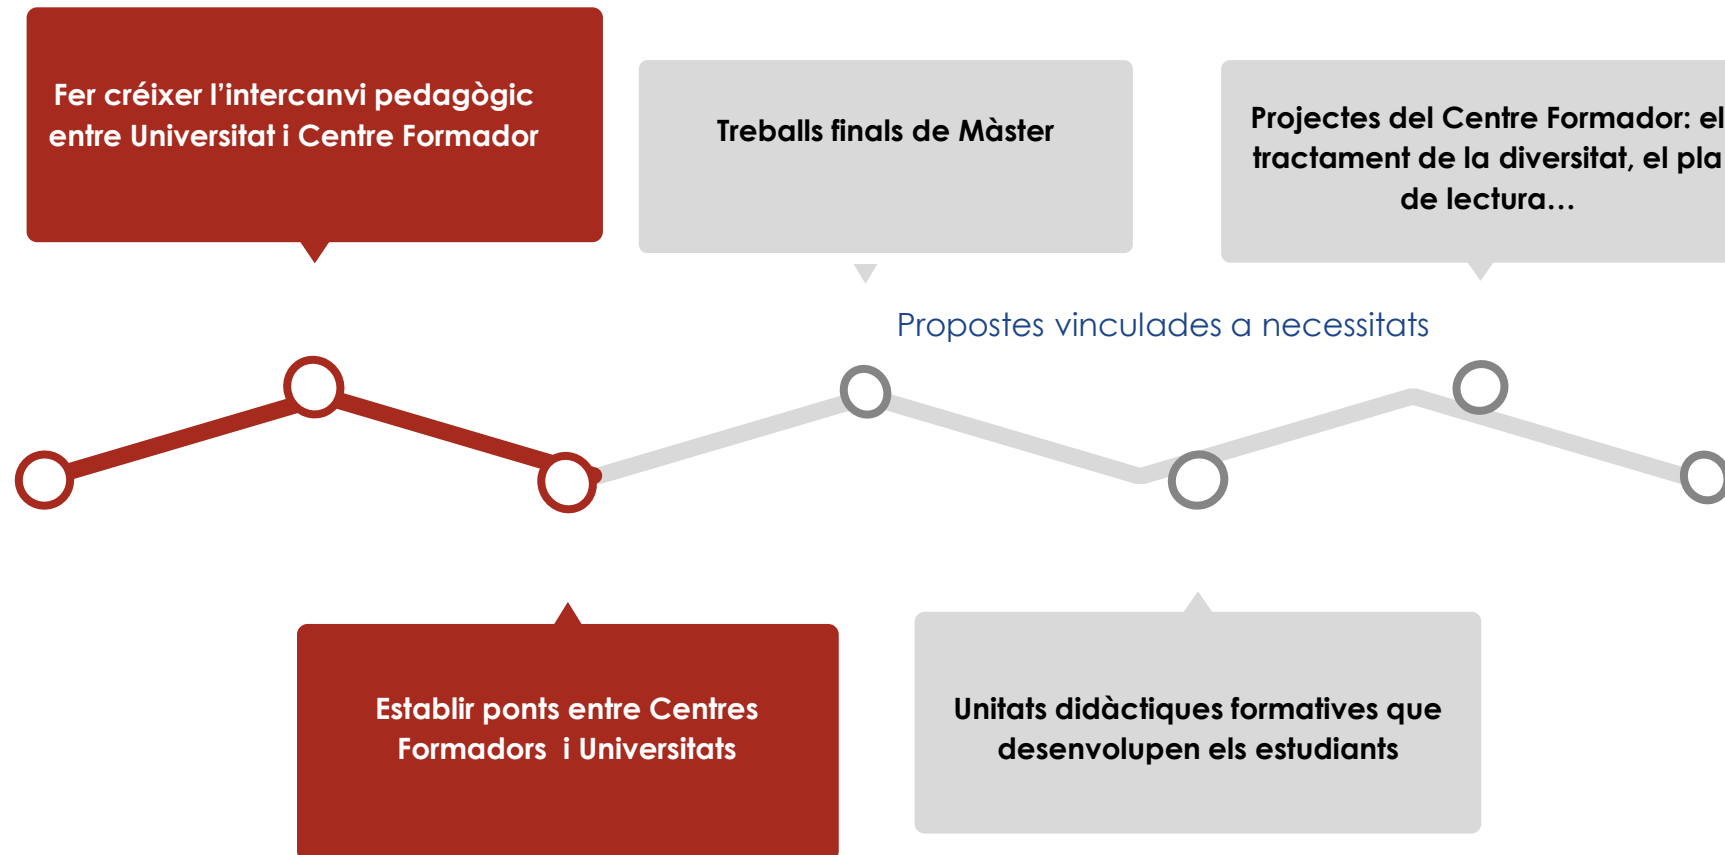 Fer créixer l’intercanvi pedagògic
entre Universitat i Centre Formador
Treballs finals de Màster
Projectes del Centre Formador: el
tractament de la diversitat, el pla
de lectura…
Propostes vinculades a necessitats
Establir ponts entre Centres
Formadors  i Universitats
Unitats didàctiques formatives que
desenvolupen els estudiants